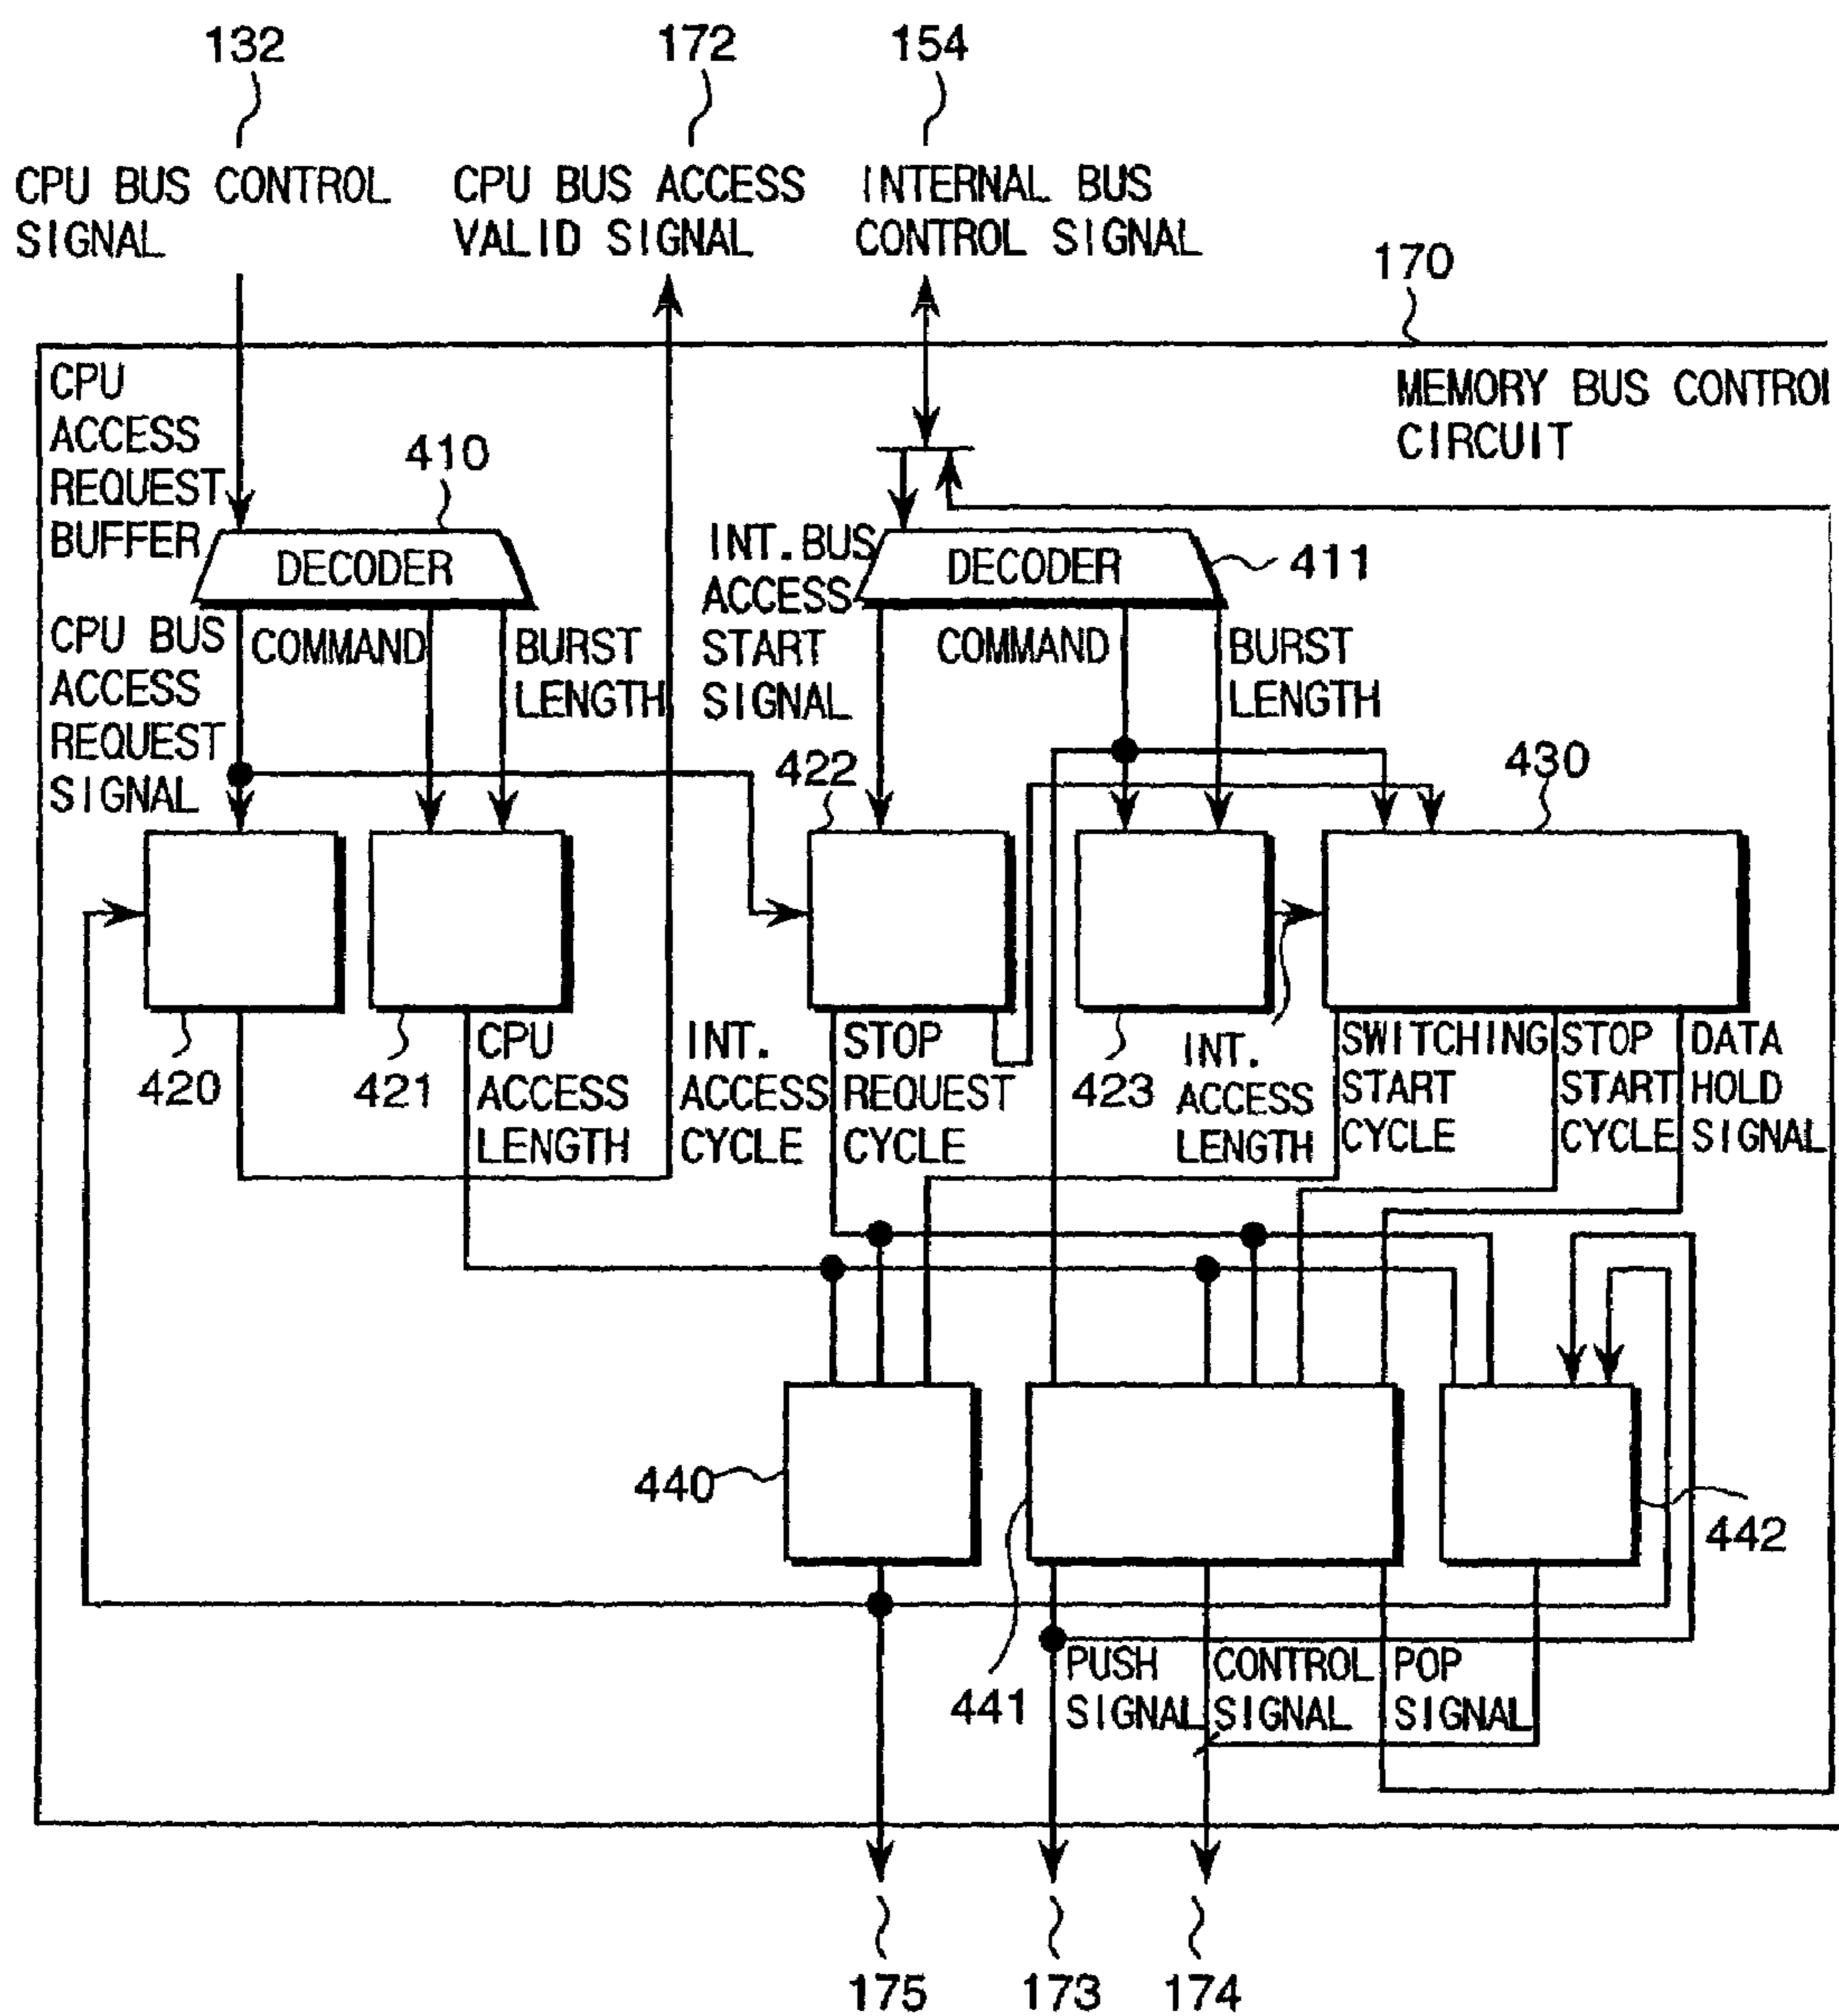 132
172
154
CPU BUS CONTROL
SIGNAL
CPU BUS ACCESS
VALID SIGNAL
INTERNAL BUS
CONTROL SIGNAL
170
MEMORY BUS CONTROL
CIRCUIT
CPU
ACCESS
REQUEST
BUFFER
410
DECODER
INT. BUS
ACCESS
START
SIGNAL
DECODER
411
CPU BUS
ACCESS
REQUEST
SIGNAL
COMMAND
BURST
LENGTH
COMMAND
BURST
LENGTH
422
430
420
421
CPU
ACCESS
LENGTH
INT.
ACCESS
CYCLE
STOP
REQUEST
CYCLE
423
INT.
ACCESS
LENGTH
SWITCHING
START
CYCLE
STOP
START
CYCLE
DATA
HOLD
SIGNAL
440
442
441
PUSH
SIGNAL
CONTROL
SIGNAL
POP
SIGNAL
175
173
174